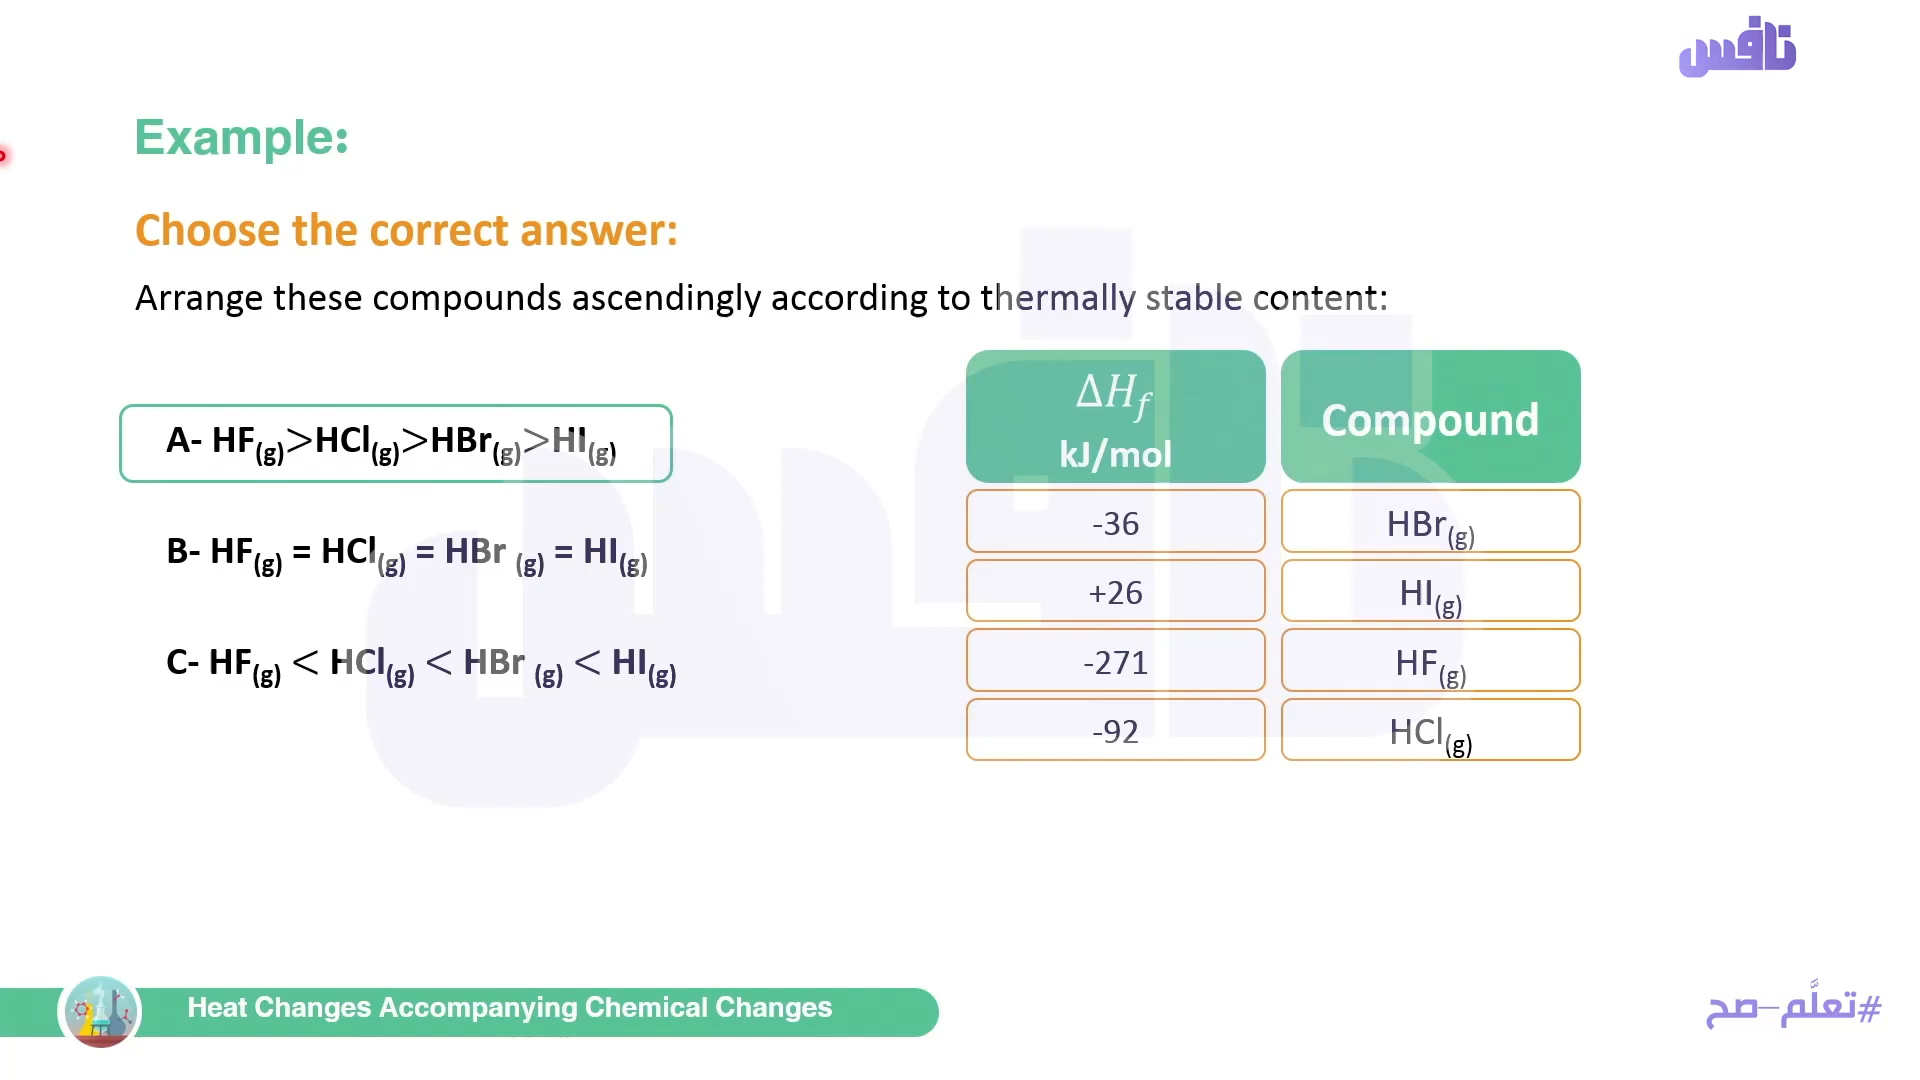 نافس
Example:
Choose the correct answer:
Arrange these compounds ascendingly according to thermally stable content:
A- HF(g)>HCl(g)>HBr(g)>HI(g)
B- HF(g) = HCl(g) = HBr (g) = HI(g)
C- HF(g) < HCl(g) < HBr (g) < HI(g)
ΔHf kJ/mol Compound
-36 HBr(g)
+26 HI(g)
-271 HF(g)
-92 HCl(g)
Heat Changes Accompanying Chemical Changes
#تعلَّم-صح